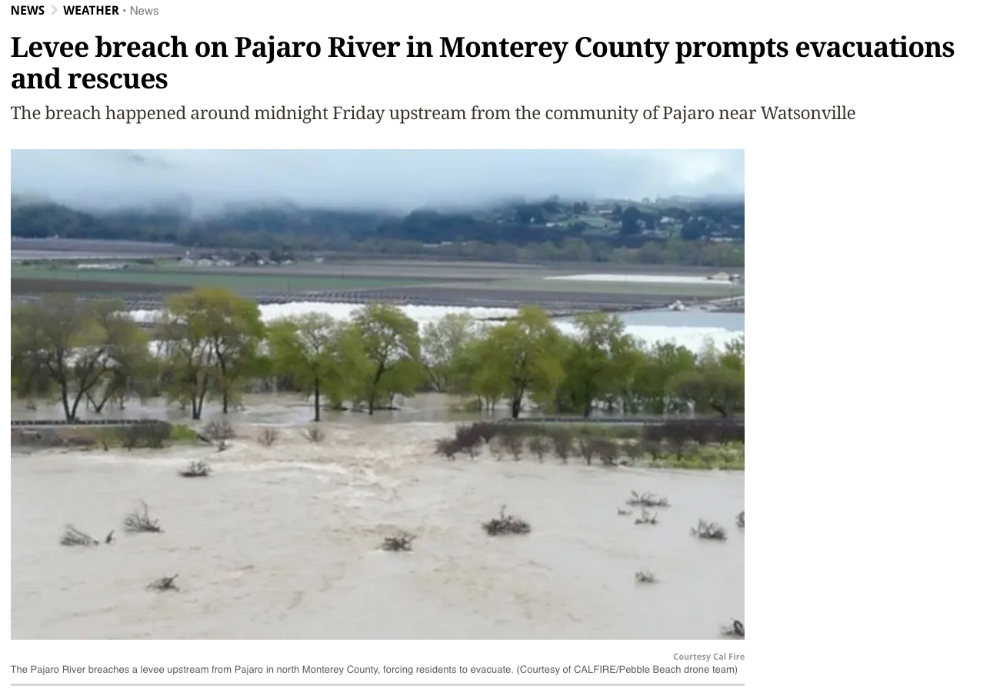 NEWS > WEATHER • News
Levee breach on Pajaro River in Monterey County prompts evacuations
and rescues
The breach happened around midnight Friday upstream from the community of Pajaro near Watsonville
Courtesy Cal Fire
The Pajaro River breaches a levee upstream from Pajaro in north Monterey County, forcing residents to evacuate. (Courtesy of CALFIRE/Pebble Beach drone team)